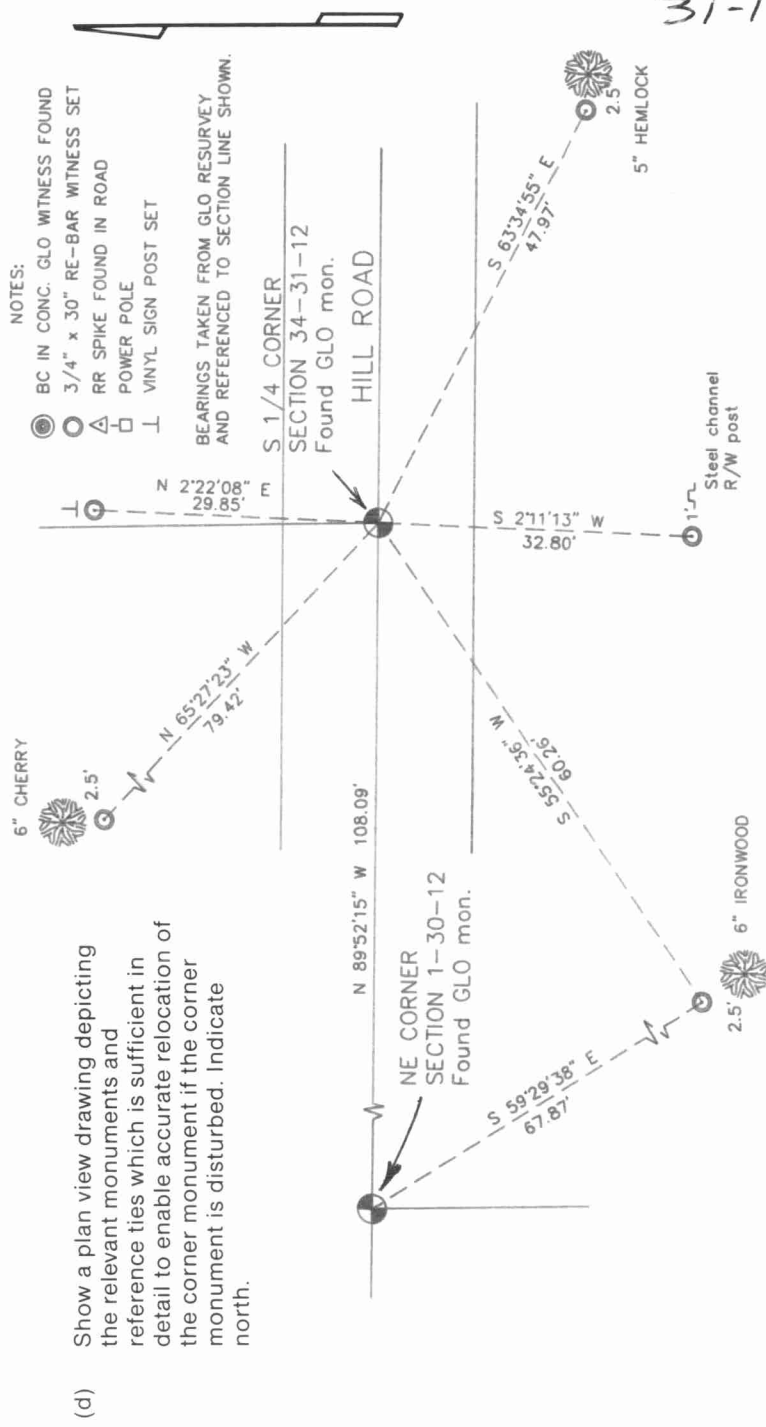 31-1
(d) Show a plan view drawing depicting
the relevant monuments and
reference ties which is sufficient in
detail to enable accurate relocation of
the corner monument if the corner
monument is disturbed. Indicate
north.
NOTES:
BC IN CONC. GLO WITNESS FOUND
3/4" x 30" RE-BAR WITNESS SET
RR SPIKE FOUND IN ROAD
POWER POLE
VINYL SIGN POST SET
BEARINGS TAKEN FROM GLO RESURVEY
AND REFERENCED TO SECTION LINE SHOWN.
6" CHERRY
2.5'
N 65°27'23" W
79.42'
N 2°22'08" E
29.85'
S 1/4 CORNER
SECTION 34-31-12
Found GLO mon.
HILL ROAD
N 89°52'15" W 108.09'
NE CORNER
SECTION 1-30-12
Found GLO mon.
S 63°34'55" E
47.97'
2.5'
5" HEMLOCK
S 2°11'13" W
32.80'
1'
Steel channel
R/W post
S 55°24'36" W
60.26'
S 59°29'38" E
67.87'
2.5'
6" IRONWOOD